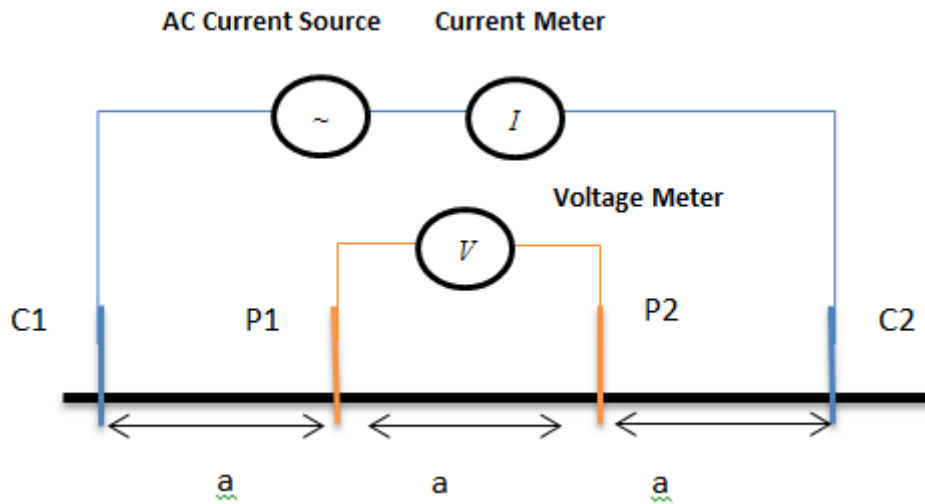 AC Current Source Current Meter
~ I
Voltage Meter
V
C1 P1 P2 C2
a a a